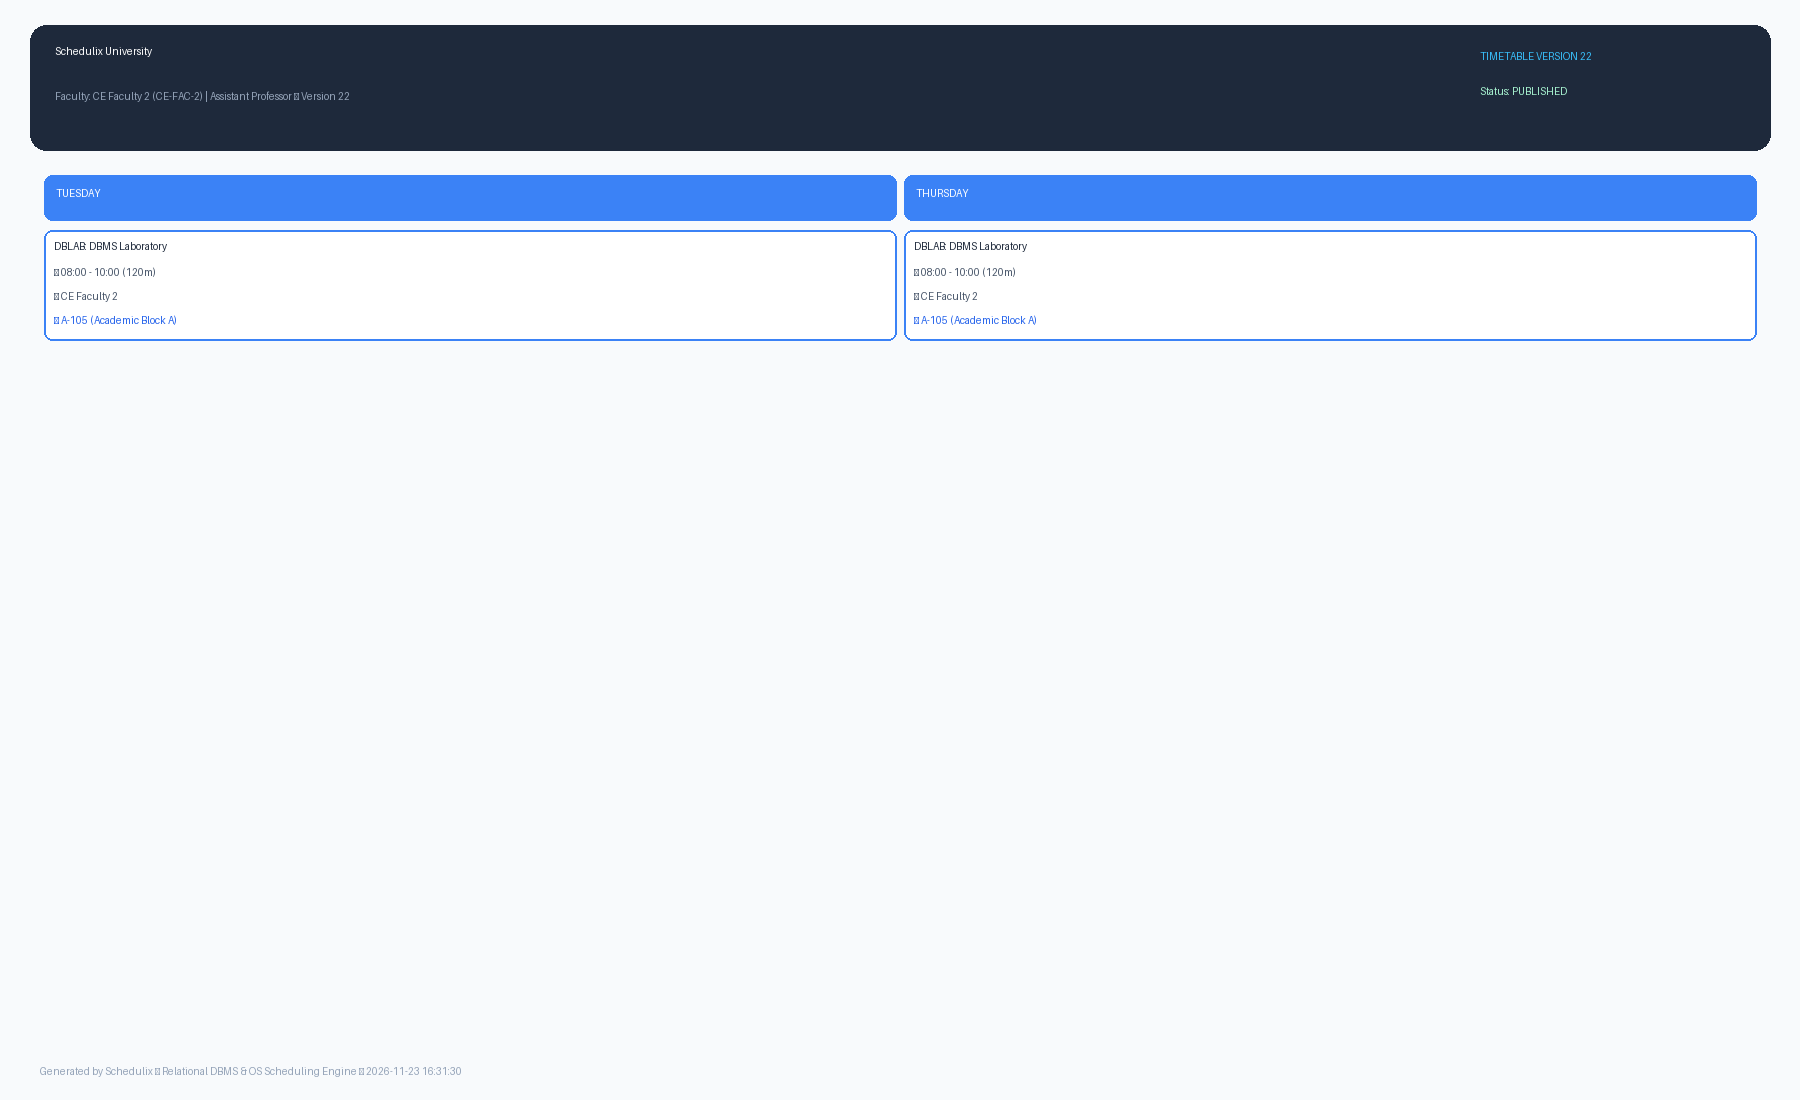 Schedulix University
TIMETABLE VERSION 22
Faculty: CE Faculty 2 (CE-FAC-2) | Assistant Professor Version 22
Status: PUBLISHED
TUESDAY
THURSDAY
DBLAB: DBMS Laboratory
08:00 - 10:00 (120m)
CE Faculty 2
A-105 (Academic Block A)
DBLAB: DBMS Laboratory
08:00 - 10:00 (120m)
CE Faculty 2
A-105 (Academic Block A)
Generated by Schedulix Relational DBMS & OS Scheduling Engine 2026-11-23 16:31:30